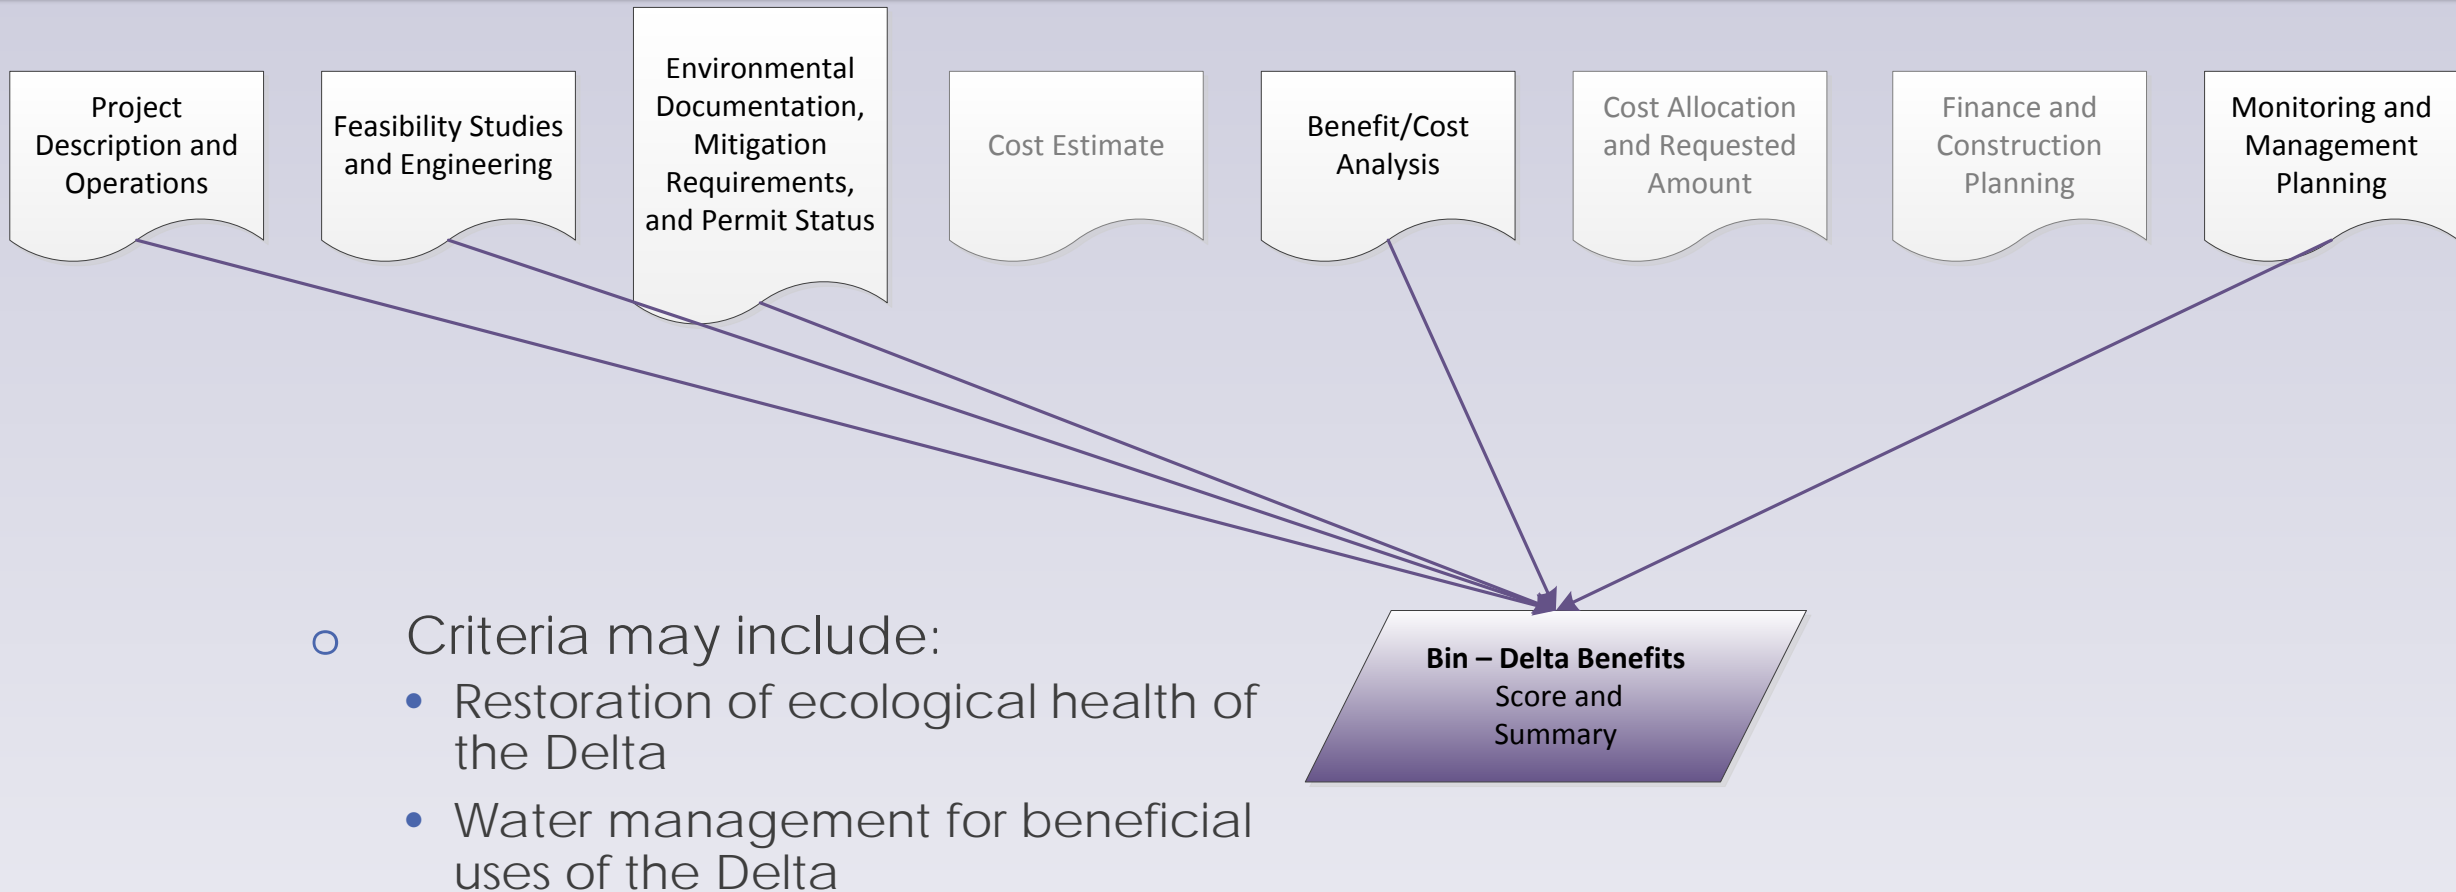 Project
Description and
Operations
Feasibility Studies
and Engineering
Environmental
Documentation,
Mitigation
Requirements,
and Permit Status
Cost Estimate
Benefit/Cost
Analysis
Cost Allocation
and Requested
Amount
Finance and
Construction
Planning
Monitoring and
Management
Planning
Criteria may include:
Restoration of ecological health of
the Delta
Water management for beneficial
uses of the Delta
Bin – Delta Benefits
Score and
Summary